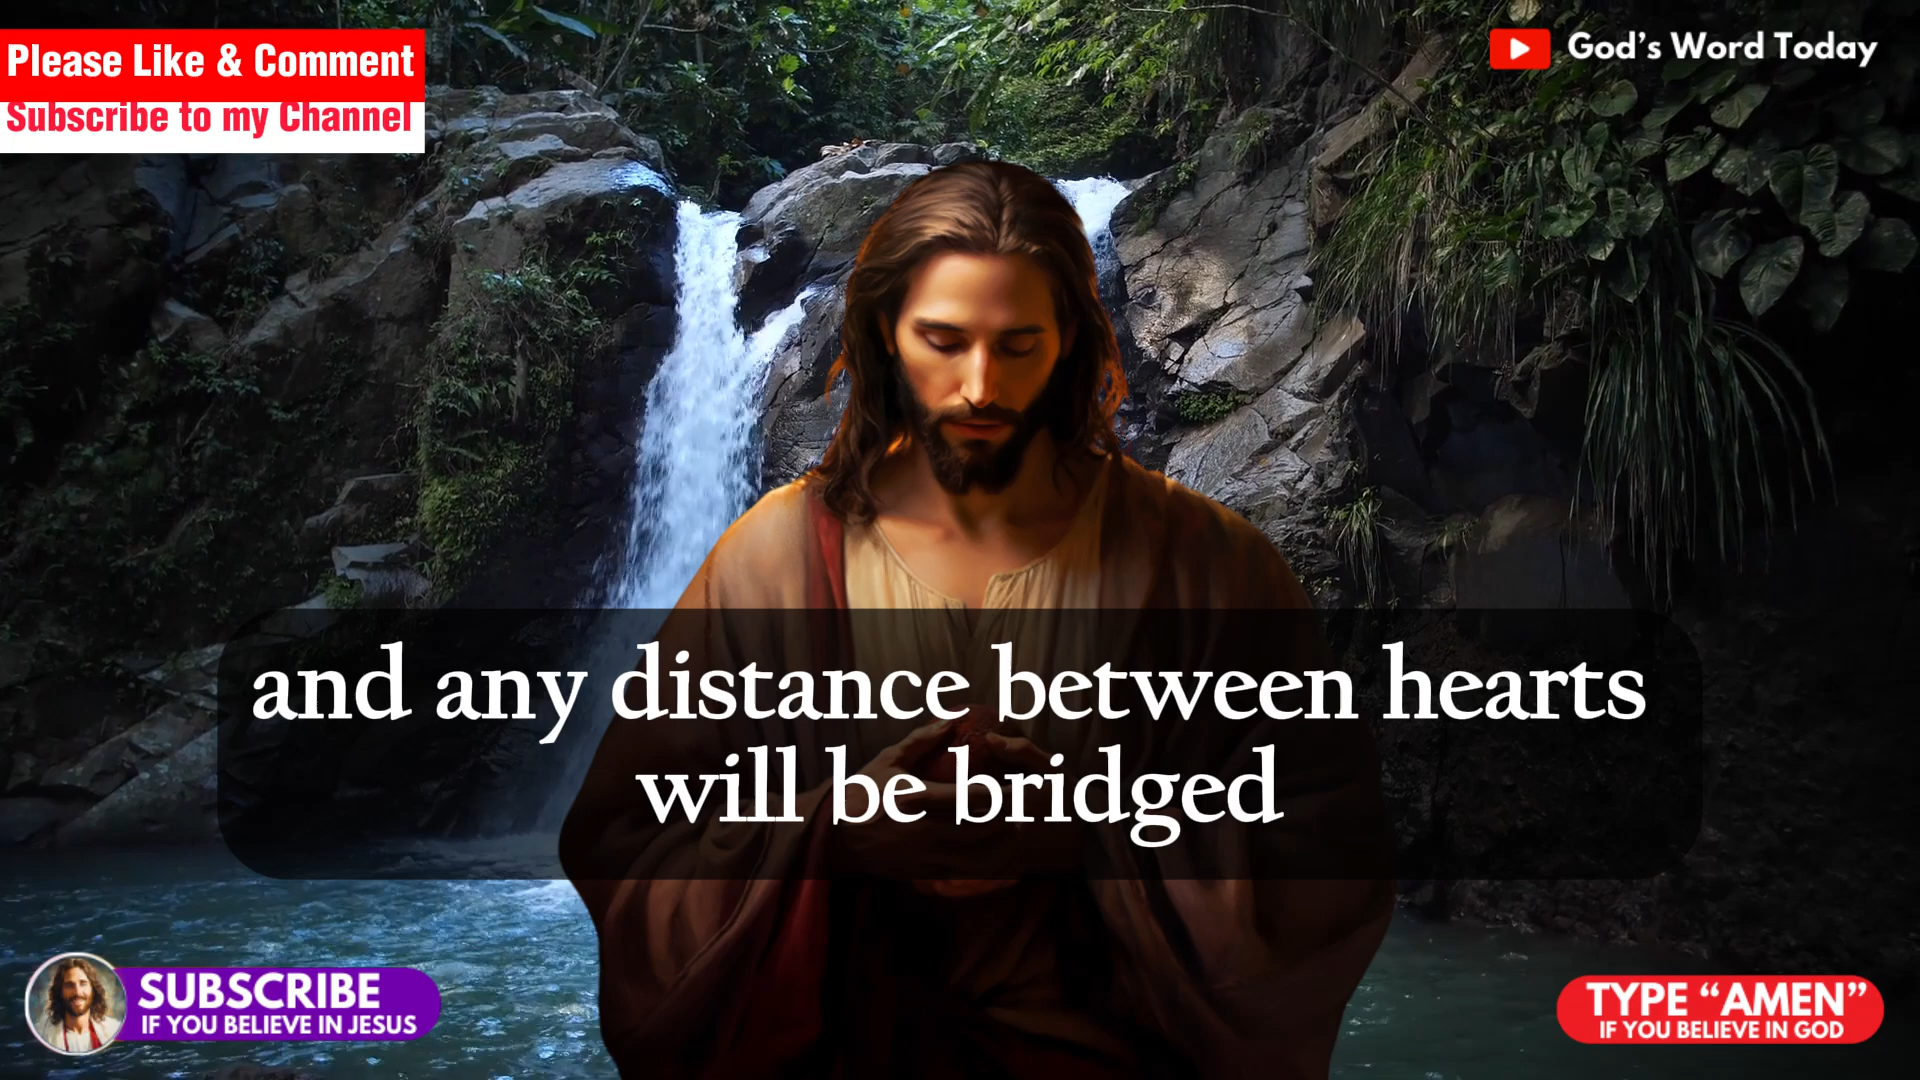 Please Like & Comment
Subscribe to my Channel
God's Word Today
and any distance between hearts
will be bridged
SUBSCRIBE
IF YOU BELIEVE IN JESUS
TYPE “AMEN”
IF YOU BELIEVE IN GOD